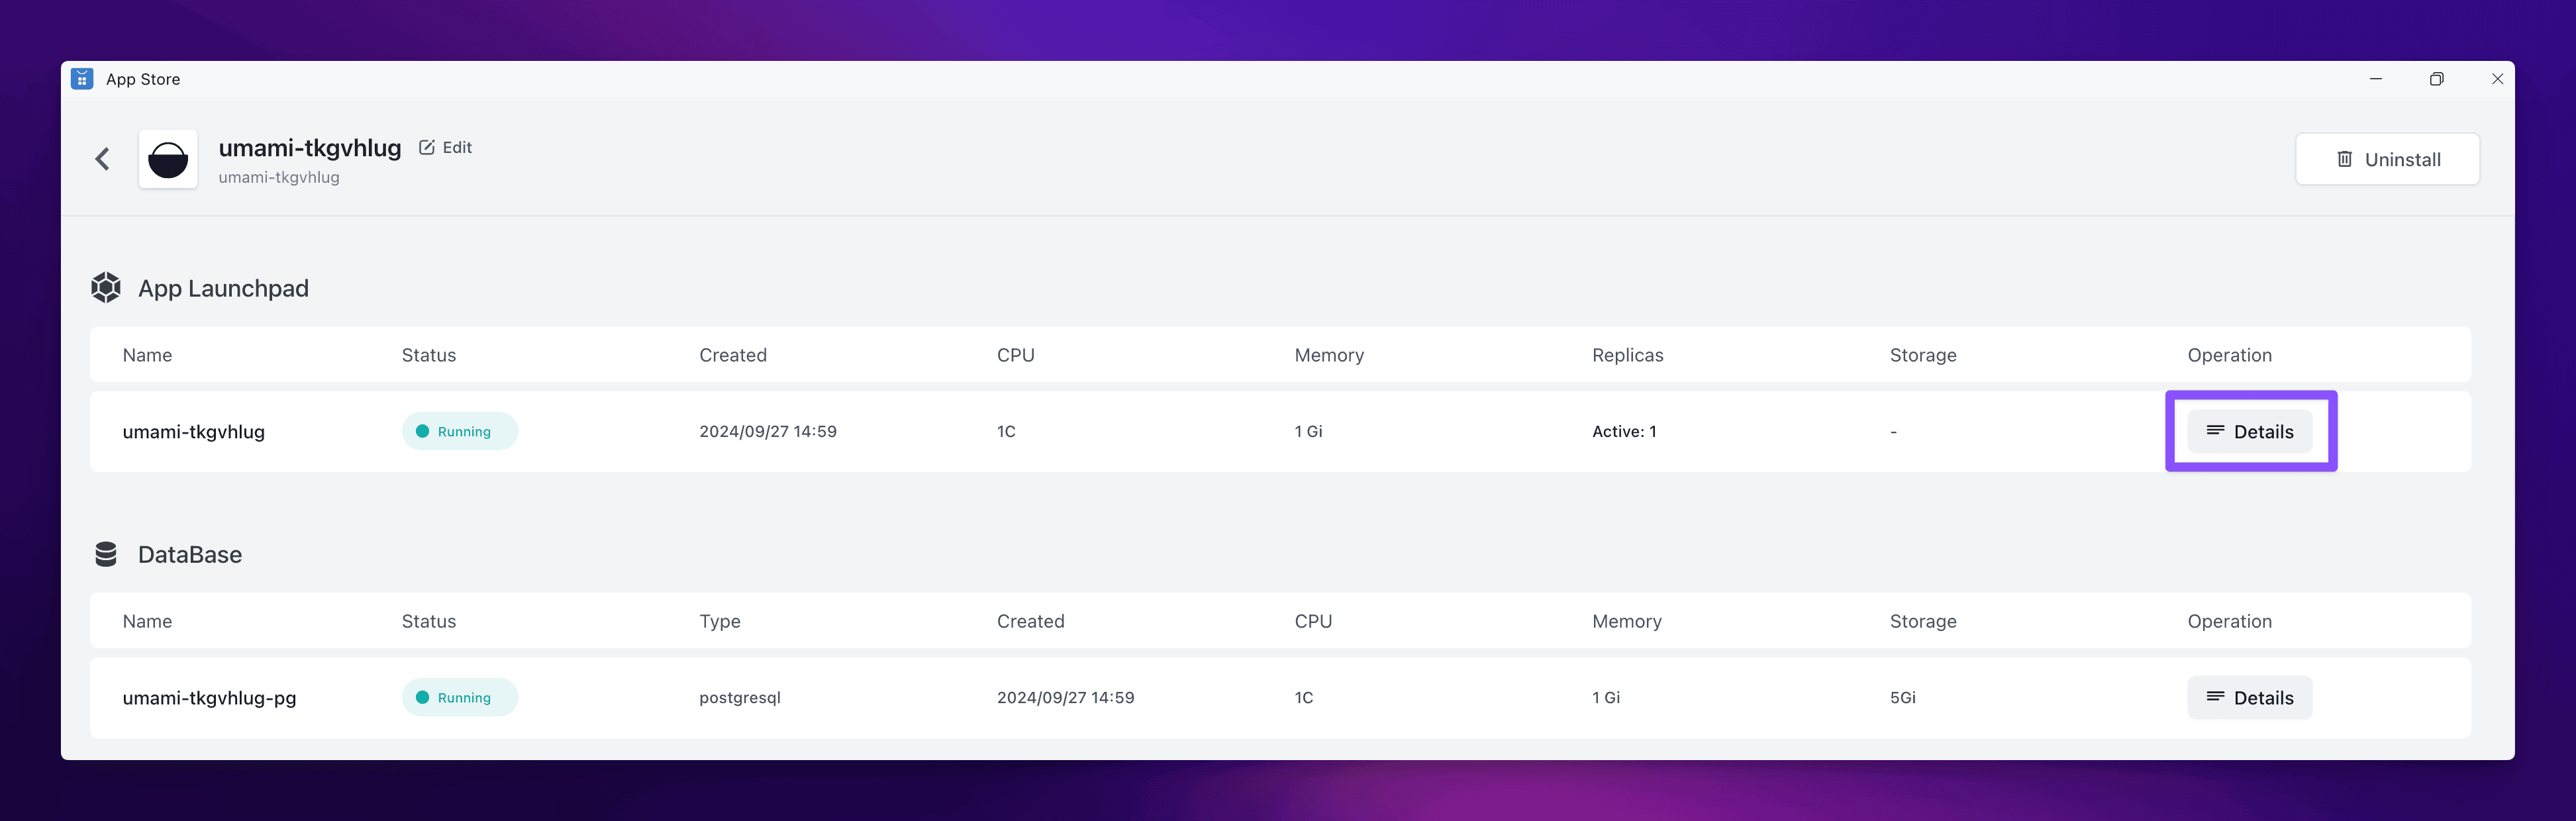 App Store
umami-tkgvhlug Edit
umami-tkgvhlug
Uninstall
App Launchpad
Name Status Created CPU Memory Replicas Storage Operation
umami-tkgvhlug Running 2024/09/27 14:59 1C 1 Gi Active: 1 - Details
DataBase
Name Status Type Created CPU Memory Storage Operation
umami-tkgvhlug-pg Running postgresql 2024/09/27 14:59 1C 1 Gi 5Gi Details